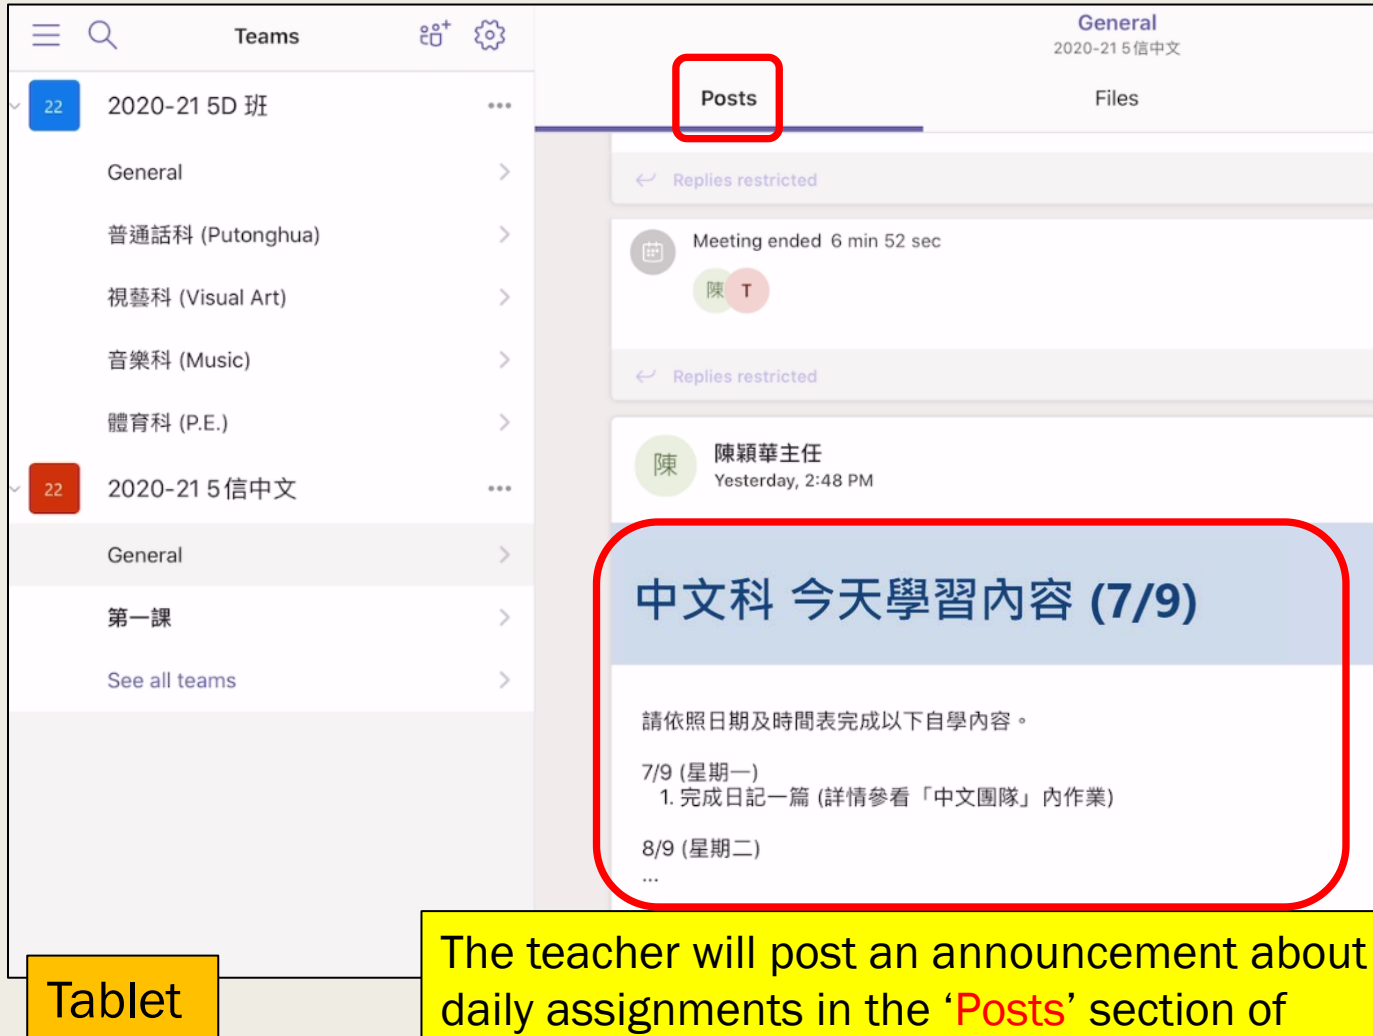 Teams
22 2020-21 5D 班
General
普通話科 (Putonghua)
視藝科 (Visual Art)
音樂科 (Music)
體育科 (P.E.)
22 2020-21 5信中文
General
第一課
See all teams
General
2020-21 5信中文
Posts Files
Replies restricted
Meeting ended 6 min 52 sec
陳 T
Replies restricted
陳 陳穎華主任
Yesterday, 2:48 PM
中文科 今天學習內容 (7/9)
請依照日期及時間表完成以下自學內容。
7/9 (星期一)
1. 完成日記一篇 (詳情參看「中文團隊」內作業)
8/9 (星期二)
...
Tablet
The teacher will post an announcement about
daily assignments in the ‘Posts’ section of